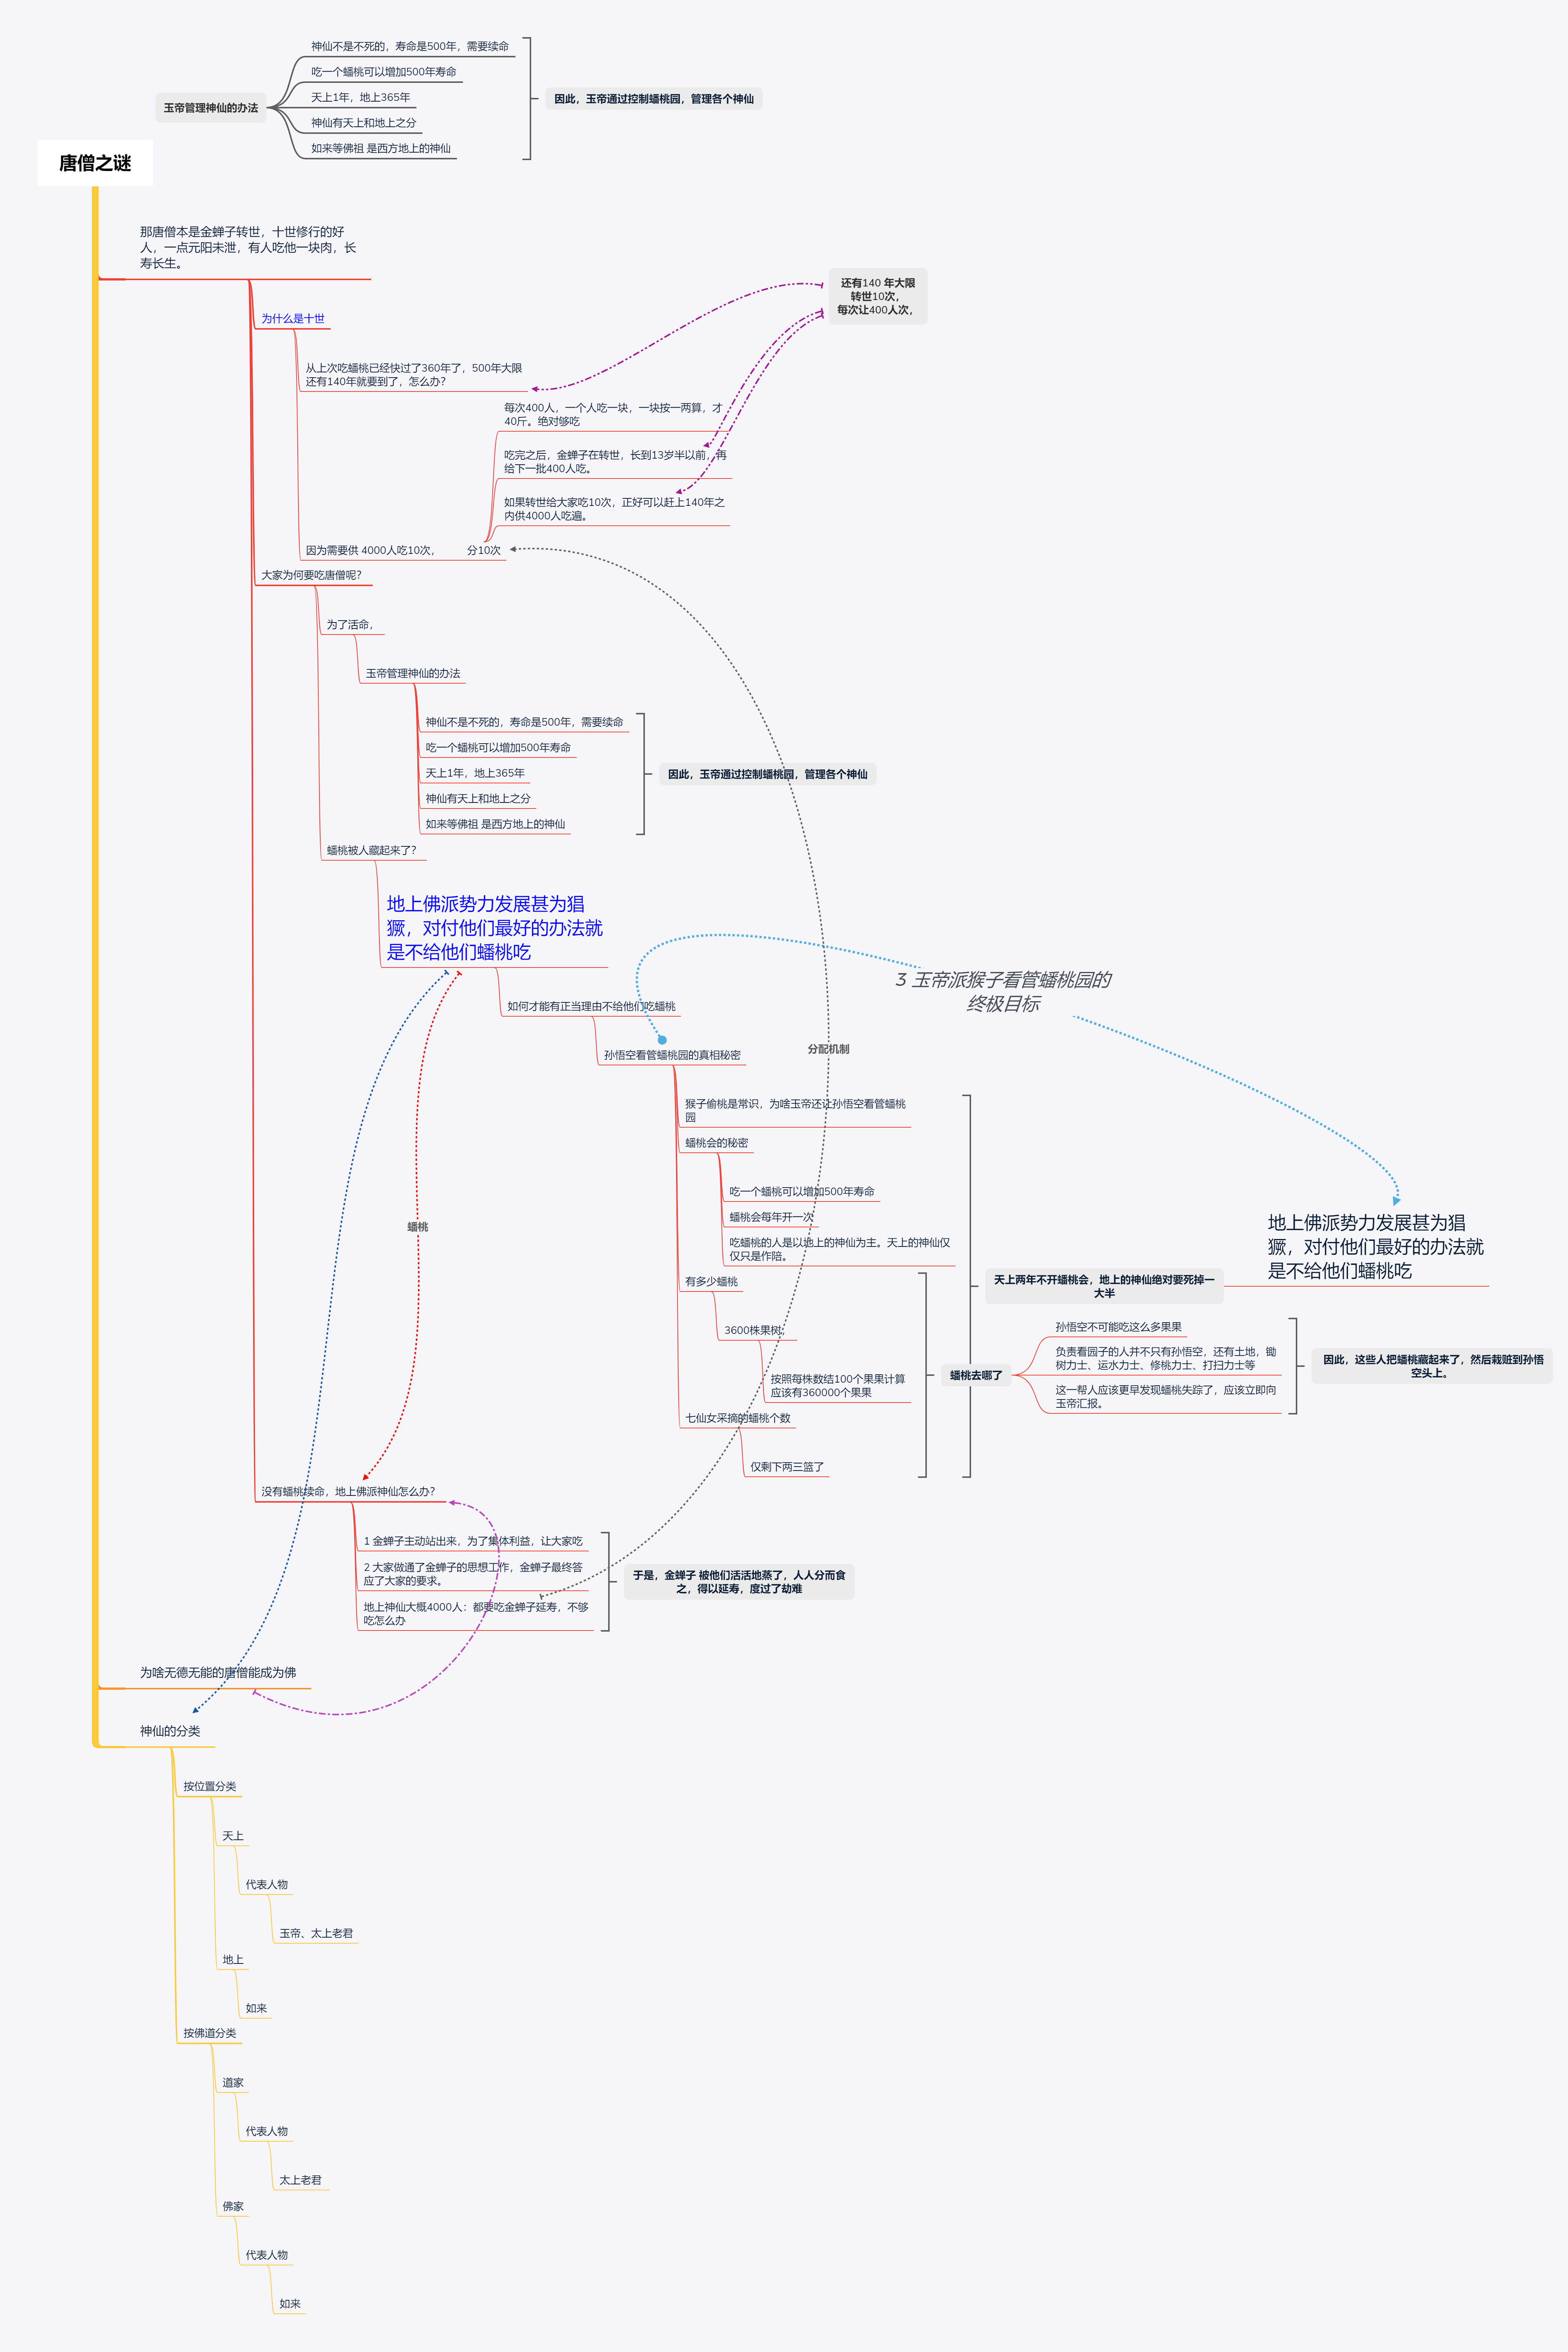 神仙不是不死的，寿命是500年，需要续命
吃一个蟠桃可以增加500年寿命
天上1年，地上365年
神仙有天上和地上之分
如来等佛祖 是西方地上的神仙
玉帝管理神仙的办法
因此，玉帝通过控制蟠桃园，管理各个神仙
唐僧之谜
那唐僧本是金蝉子转世，十世修行的好
人，一点元阳未泄，有人吃他一块肉，长
寿长生。
还有140 年大限
转世10次，
每次让400人次，
为什么是十世
从上次吃蟠桃已经快过了360年了，500年大限
还有140年就要到了，怎么办？
每次400人，一个人吃一块，一块按一两算，才
40斤。绝对够吃
吃完之后，金蝉子在转世，长到13岁半以前，再
给下一批400人吃。
如果转世给大家吃10次，正好可以赶上140年之
内供4000人吃遍。
因为需要供 4000人吃10次， 分10次
大家为何要吃唐僧呢？
为了活命，
玉帝管理神仙的办法
神仙不是不死的，寿命是500年，需要续命
吃一个蟠桃可以增加500年寿命
天上1年，地上365年
神仙有天上和地上之分
如来等佛祖 是西方地上的神仙
因此，玉帝通过控制蟠桃园，管理各个神仙
蟠桃被人藏起来了？
地上佛派势力发展甚为猖
獗，对付他们最好的办法就
是不给他们蟠桃吃
3 玉帝派猴子看管蟠桃园的
终极目标
如何才能有正当理由不给他们吃蟠桃
分配机制
孙悟空看管蟠桃园的真相秘密
猴子偷桃是常识，为啥玉帝还让孙悟空看管蟠桃
园
蟠桃会的秘密
吃一个蟠桃可以增加500年寿命
蟠桃会每年开一次
吃蟠桃的人是以地上的神仙为主。天上的神仙仅
仅只是作陪。
蟠桃
有多少蟠桃
3600株果树，
按照每株数结100个果果计算
应该有360000个果果
七仙女采摘的蟠桃个数
仅剩下两三篮了
天上两年不开蟠桃会，地上的神仙绝对要死掉一
大半
地上佛派势力发展甚为猖
獗，对付他们最好的办法就
是不给他们蟠桃吃
蟠桃去哪了
孙悟空不可能吃这么多果果
负责看园子的人并不只有孙悟空，还有土地，锄
树力士、运水力士、修桃力士、打扫力士等
这一帮人应该更早发现蟠桃失踪了，应该立即向
玉帝汇报。
因此，这些人把蟠桃藏起来了，然后栽赃到孙悟
空头上。
没有蟠桃续命，地上佛派神仙怎么办？
1 金蝉子主动站出来，为了集体利益，让大家吃
2 大家做通了金蝉子的思想工作，金蝉子最终答
应了大家的要求。
地上神仙大概4000人：都要吃金蝉子延寿，不够
吃怎么办
于是，金蝉子 被他们活活地蒸了，人人分而食
之，得以延寿，度过了劫难
为啥无德无能的唐僧能成为佛
神仙的分类
按位置分类
天上
代表人物
玉帝、太上老君
地上
如来
按佛道分类
道家
代表人物
太上老君
佛家
代表人物
如来